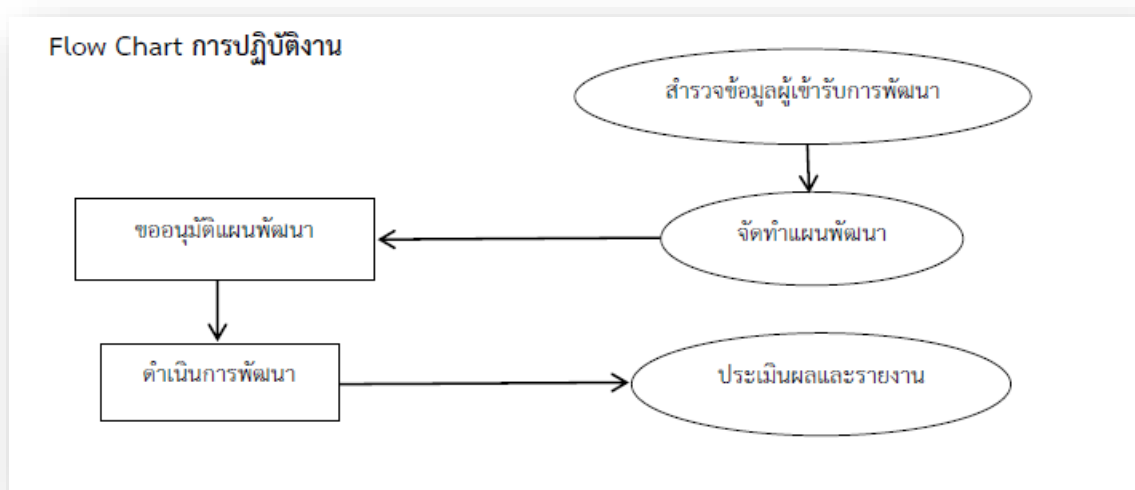 Flow Chart การปฏิบัติงาน
สำรวจข้อมูลผู้เข้ารับการพัฒนา
จัดทำแผนพัฒนา
ขออนุมัติแผนพัฒนา
ดำเนินการพัฒนา
ประเมินผลและรายงาน